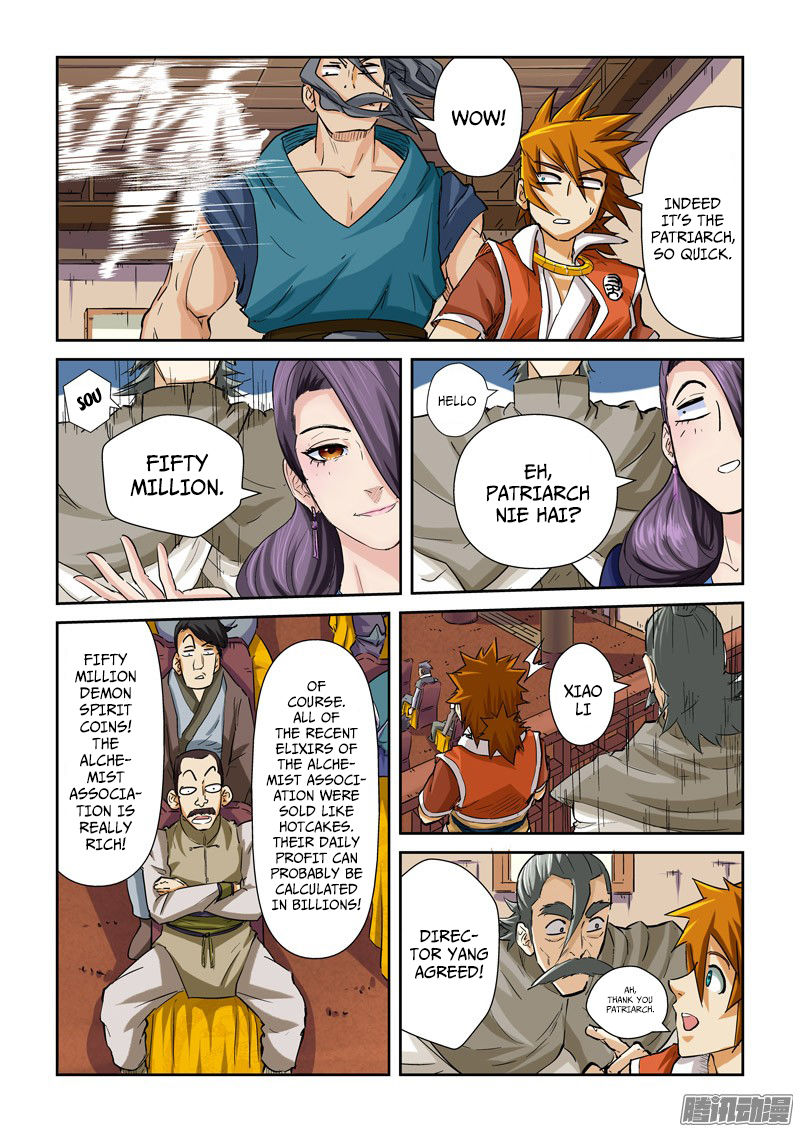 WOW!
INDEED
IT'S THE
PATRIARCH,
SO QUICK.
SOU
FIFTY
MILLION.
HELLO
EH,
PATRIARCH
NIE HAI?
FIFTY
MILLION
DEMON
SPIRIT
COINS!
THE
ALCHE-
MIST
ASSOCIA-
TION IS
REALLY
RICH!
OF
COURSE.
ALL OF
THE RECENT
ELIXIRS OF
THE ALCHE-
MIST ASSOCI-
ATION WERE
SOLD LIKE
HOTCAKES.
THEIR DAILY
PROFIT CAN
PROBABLY BE
CALCULATED
IN BILLIONS!
XIAO
LI
DIREC-
TOR YANG
AGREED!
AH,
THANK YOU
PATRIARCH.
腾讯动漫